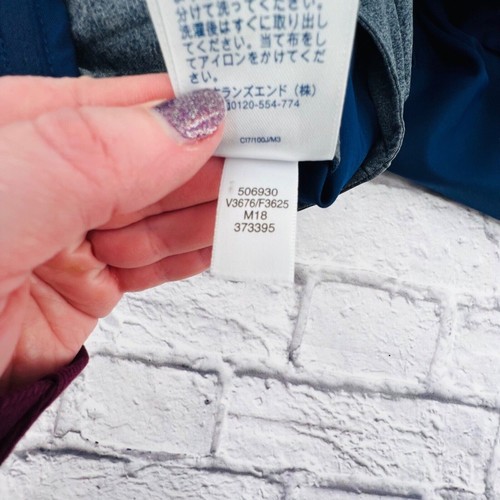 分けて洗ってください。
洗濯後はすぐに取り出し
てください。当て布をし
てアイロンをかけてくだ
さい。
ランズエンド（株）
0120-554-774
CI7/100J/M3
506930
V3676/F3625
M18
373395